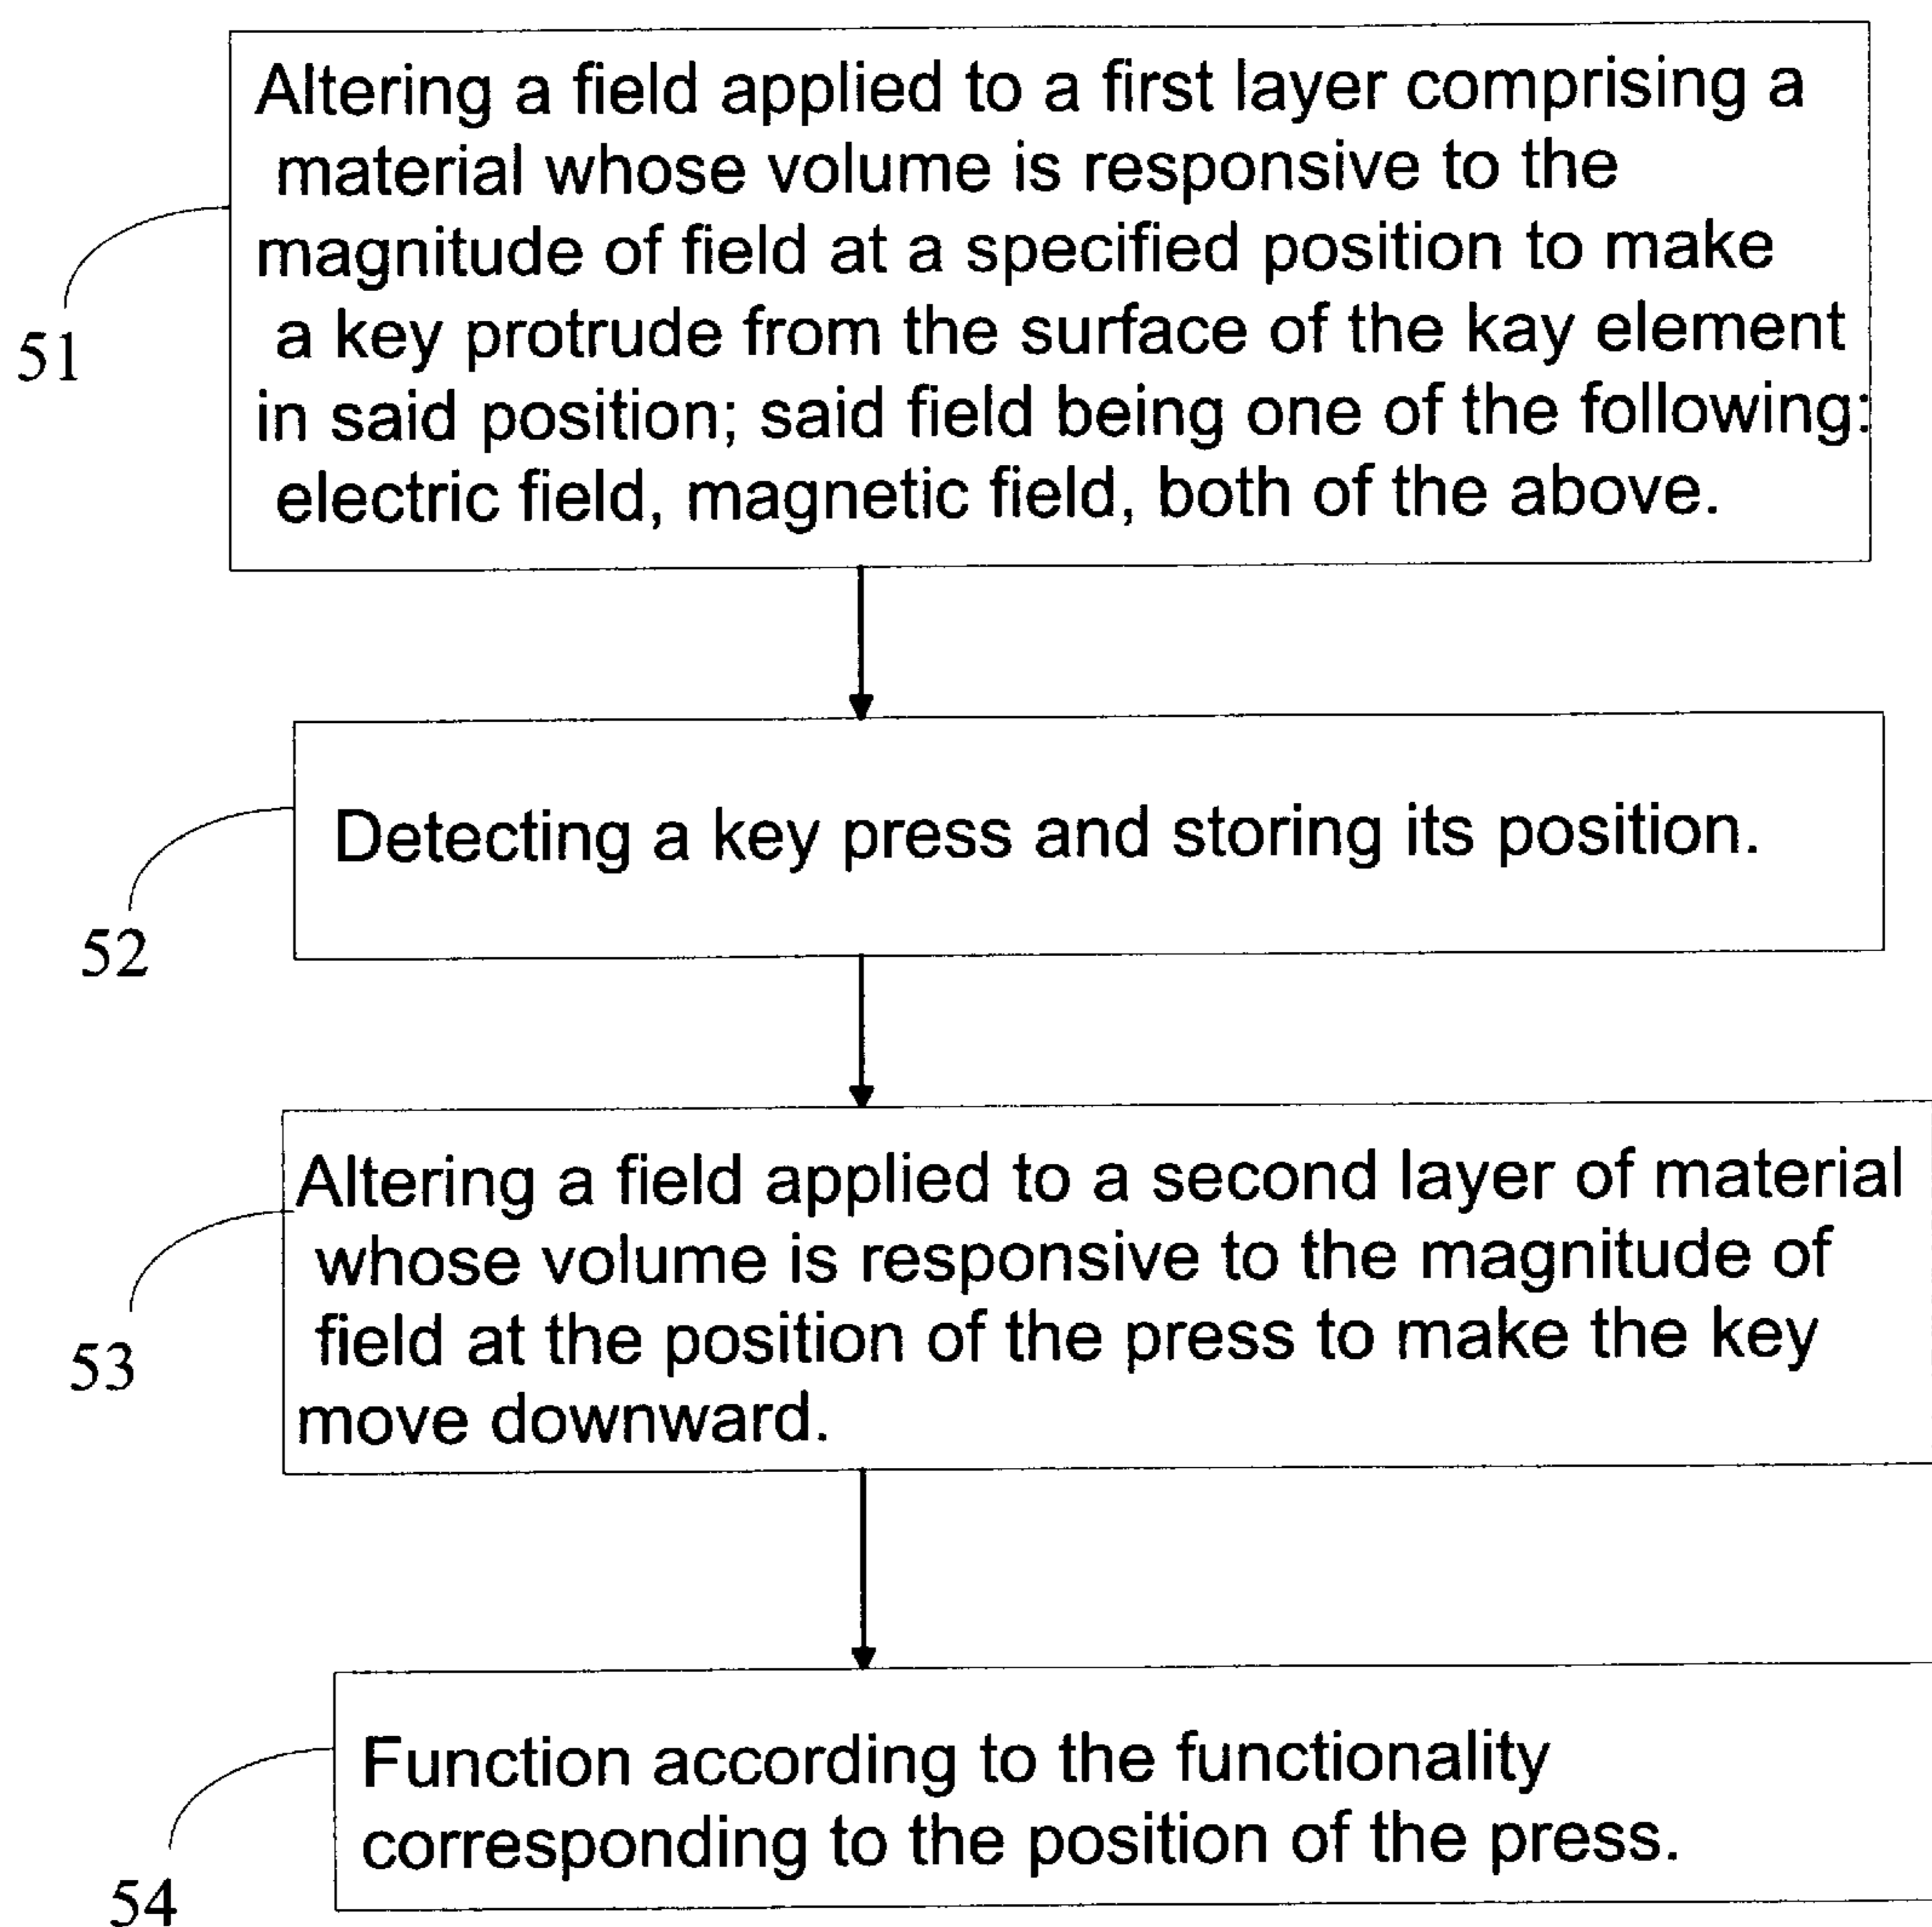 Altering a field applied to a first layer comprising a
material whose volume is responsive to the
magnitude of field at a specified position to make
a key protrude from the surface of the kay element
in said position; said field being one of the following:
electric field, magnetic field, both of the above.
51
Detecting a key press and storing its position.
52
Altering a field applied to a second layer of material
whose volume is responsive to the magnitude of
field at the position of the press to make the key
move downward.
53
Function according to the functionality
corresponding to the position of the press.
54